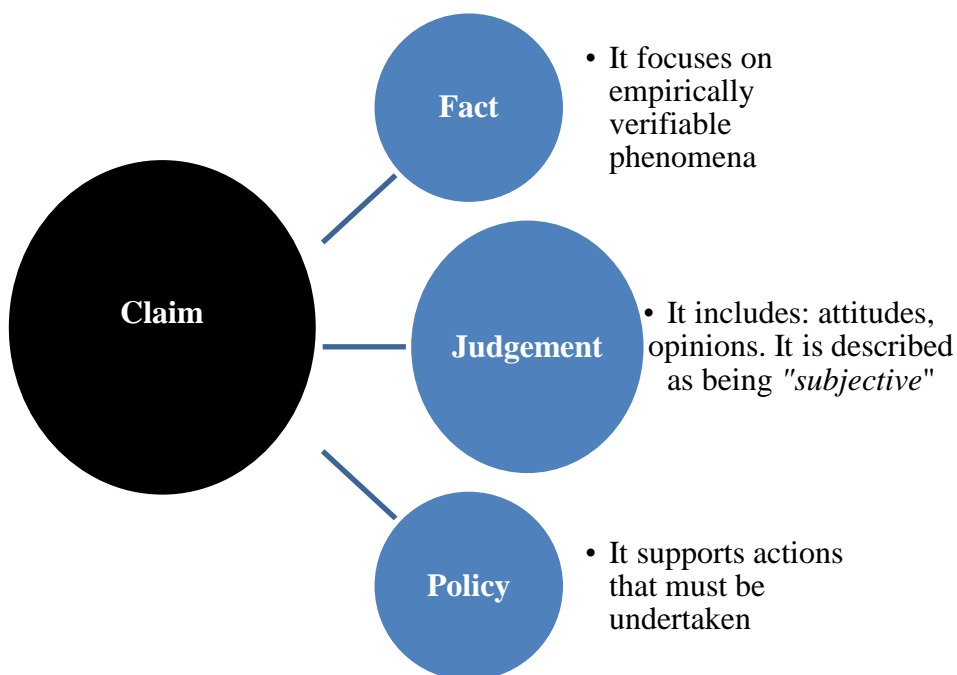 Claim
Fact
• It focuses on
empirically
verifiable
phenomena
Judgement
• It includes: attitudes,
opinions. It is described
as being "subjective"
Policy
• It supports actions
that must be
undertaken